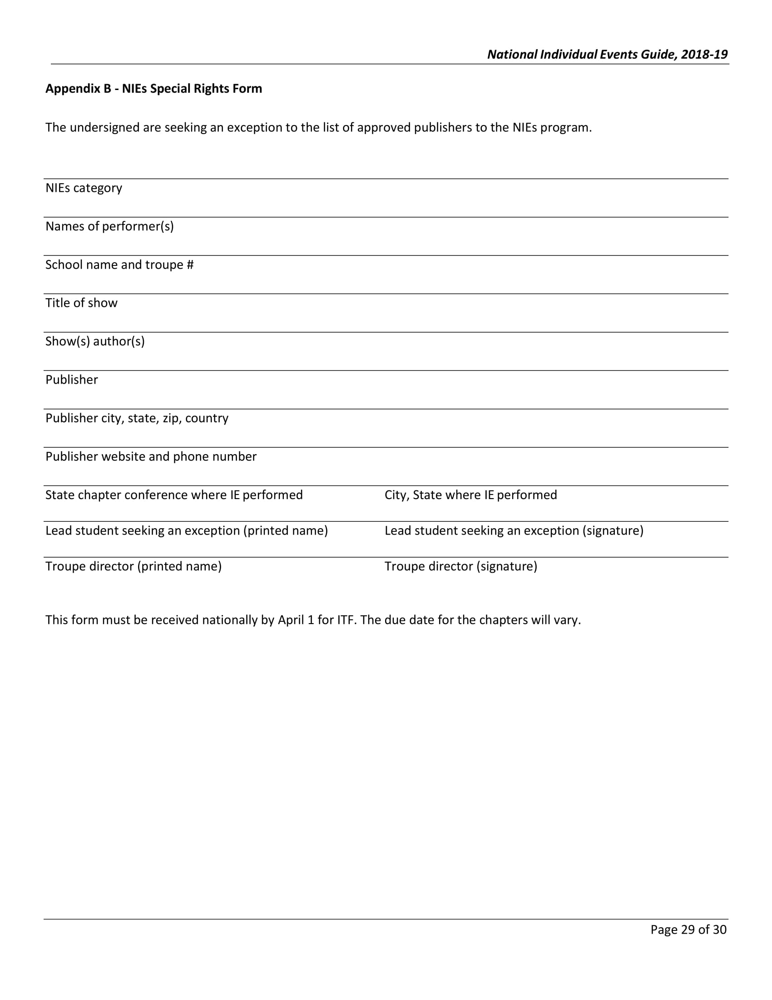 National Individual Events Guide, 2018-19
Appendix B - NIEs Special Rights Form
The undersigned are seeking an exception to the list of approved publishers to the NIEs program.
NIEs category
Names of performer(s)
School name and troupe #
Title of show
Show(s) author(s)
Publisher
Publisher city, state, zip, country
Publisher website and phone number
State chapter conference where IE performed City, State where IE performed
Lead student seeking an exception (printed name) Lead student seeking an exception (signature)
Troupe director (printed name) Troupe director (signature)
This form must be received nationally by April 1 for ITF. The due date for the chapters will vary.
Page 29 of 30